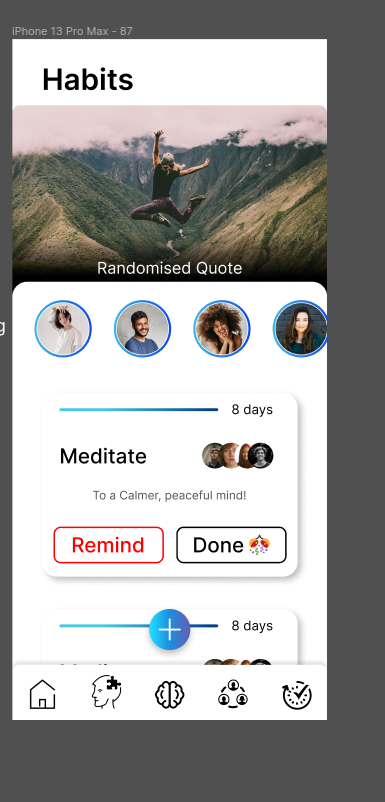 iPhone 13 Pro Max - 87
Habits
Randomised Quote
g
8 days
Meditate
To a Calmer, peaceful mind!
Remind
Done
8 days